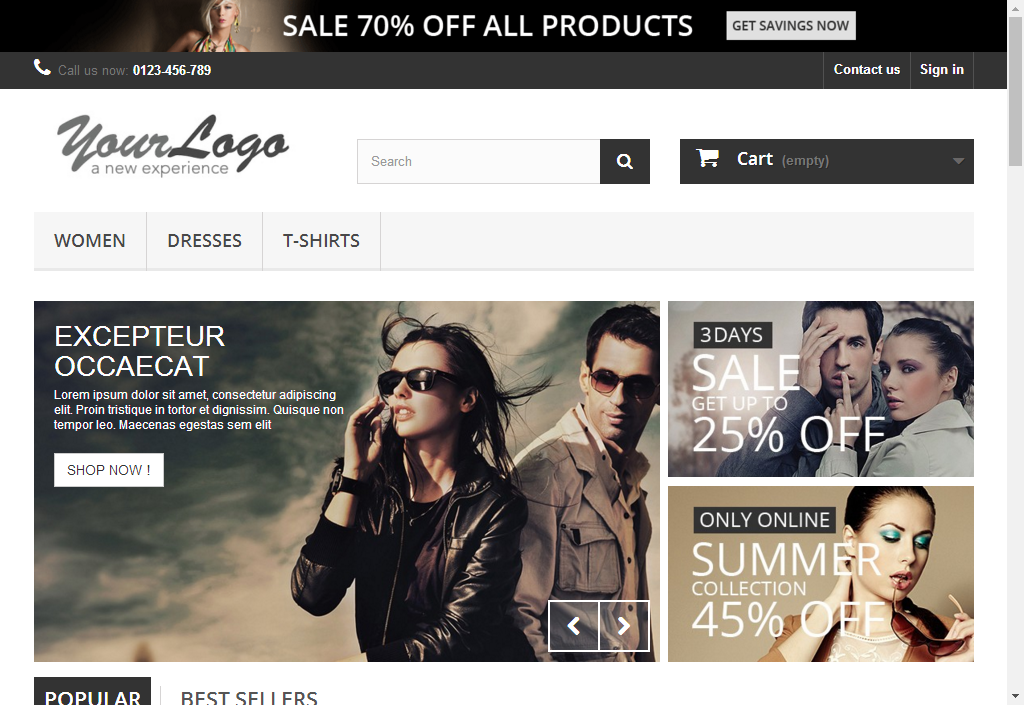 SALE 70% OFF ALL PRODUCTS
GET SAVINGS NOW
Call us now: 0123-456-789
Contact us
Sign in
YourLogo
a new experience
Search
Cart (empty)
WOMEN
DRESSES
T-SHIRTS
EXCEPTEUR
OCCAECAT
Lorem ipsum dolor sit amet, consectetur adipiscing
elit. Proin tristique in tortor et dignissim. Quisque non
tempor leo. Maecenas egestas sem elit
SHOP NOW !
3 DAYS
SALE
GET UP TO
25% OFF
ONLY ONLINE
SUMMER
COLLECTION
45% OFF
POPULAR
BEST SELLERS